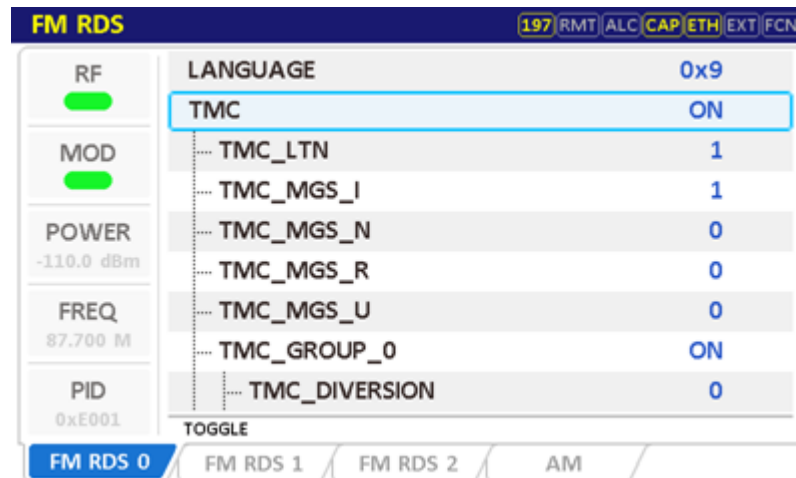 FM RDS 197 RMT ALC CAP ETH EXT FCN
RF
MOD
POWER
-110.0 dBm
FREQ
87.700 M
PID
0xE001
LANGUAGE 0x9
TMC ON
TMC_LTN 1
TMC_MGS_I 1
TMC_MGS_N 0
TMC_MGS_R 0
TMC_MGS_U 0
TMC_GROUP_0 ON
TMC_DIVERSION 0
TOGGLE
FM RDS 0 FM RDS 1 FM RDS 2 AM